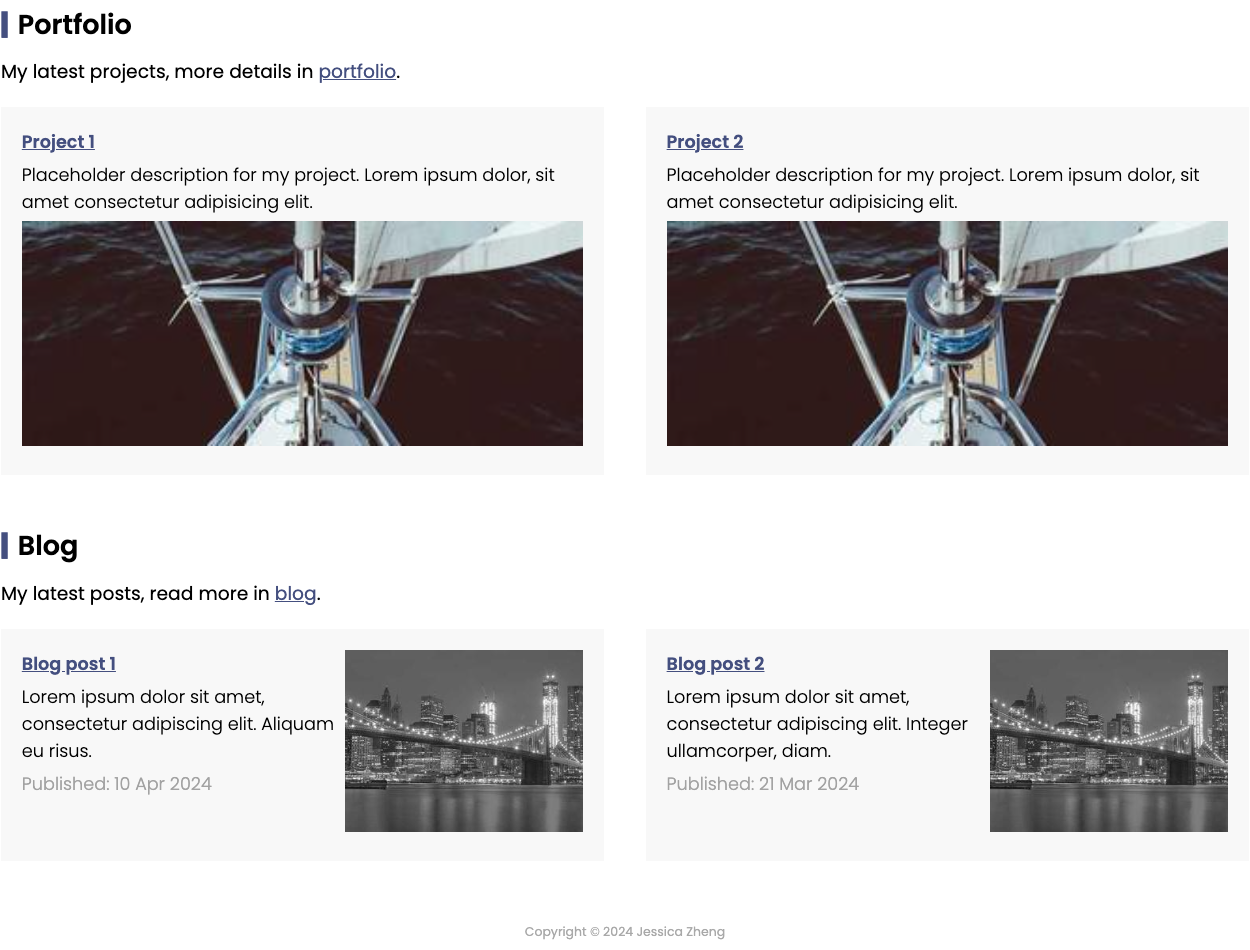 Portfolio
My latest projects, more details in portfolio.
Project 1
Placeholder description for my project. Lorem ipsum dolor, sit
amet consectetur adipisicing elit.
Project 2
Placeholder description for my project. Lorem ipsum dolor, sit
amet consectetur adipisicing elit.
Blog
My latest posts, read more in blog.
Blog post 1
Lorem ipsum dolor sit amet,
consectetur adipiscing elit. Aliquam
eu risus.
Published: 10 Apr 2024
Blog post 2
Lorem ipsum dolor sit amet,
consectetur adipiscing elit. Integer
ullamcorper, diam.
Published: 21 Mar 2024
Copyright © 2024 Jessica Zheng